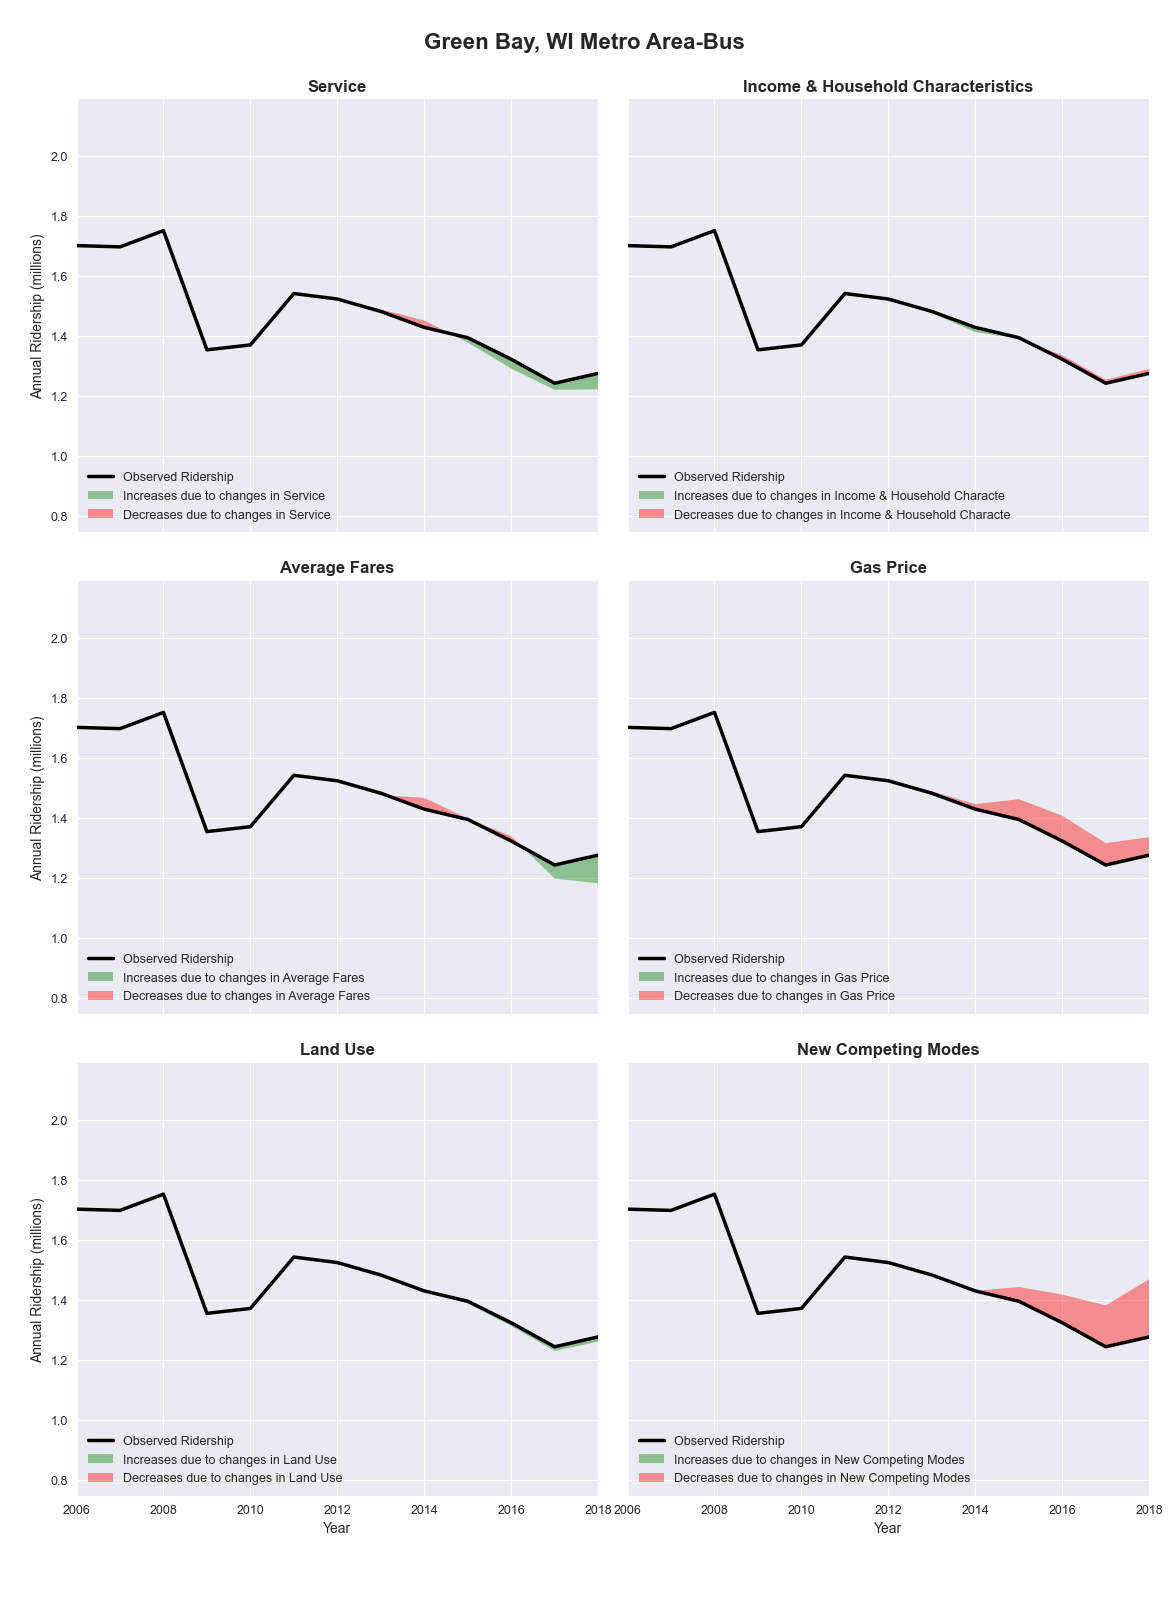 Green Bay, WI Metro Area-Bus
Service
Income & Household Characteristics
2.0
1.8
1.6
1.4
1.2
1.0
0.8
Annual Ridership (millions)
Observed Ridership
Increases due to changes in Service
Decreases due to changes in Service
Observed Ridership
Increases due to changes in Income & Household Characte
Decreases due to changes in Income & Household Characte
Average Fares
Gas Price
2.0
1.8
1.6
1.4
1.2
1.0
0.8
Annual Ridership (millions)
Observed Ridership
Increases due to changes in Average Fares
Decreases due to changes in Average Fares
Observed Ridership
Increases due to changes in Gas Price
Decreases due to changes in Gas Price
Land Use
New Competing Modes
2.0
1.8
1.6
1.4
1.2
1.0
0.8
Annual Ridership (millions)
Observed Ridership
Increases due to changes in Land Use
Decreases due to changes in Land Use
Observed Ridership
Increases due to changes in New Competing Modes
Decreases due to changes in New Competing Modes
2006 2008 2010 2012 2014 2016 2018
2006 2008 2010 2012 2014 2016 2018
Year
Year